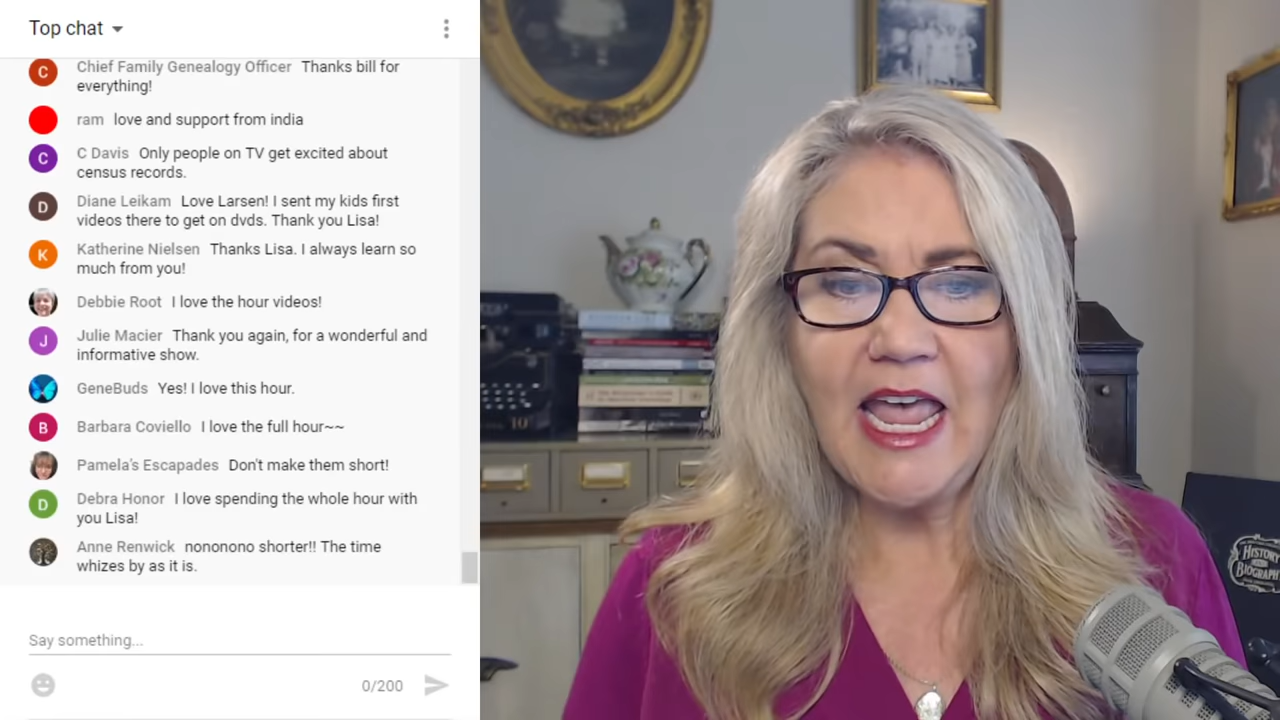 Top chat
C Chief Family Genealogy Officer Thanks bill for
everything!
ram love and support from india
C C Davis Only people on TV get excited about
census records.
D Diane Leikam Love Larsen! I sent my kids first
videos there to get on dvds. Thank you Lisa!
K Katherine Nielsen Thanks Lisa. I always learn so
much from you!
Debbie Root I love the hour videos!
J Julie Macier Thank you again, for a wonderful and
informative show.
GeneBuds Yes! I love this hour.
B Barbara Coviello I love the full hour~~
Pamela's Escapades Don't make them short!
D Debra Honor I love spending the whole hour with
you Lisa!
Anne Renwick nononono shorter!! The time
whizes by as it is.
Say something...
0/200
10
HISTORY
BIOGRAPH